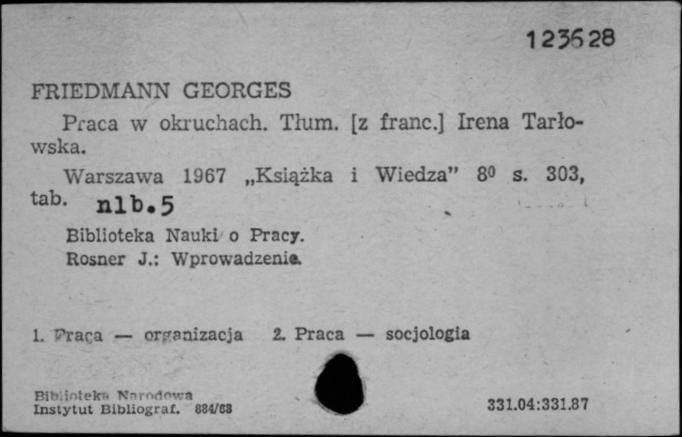 123628
FRIEDMANN GEORGES
Praca w okruchach. Tłum. [z franc.] Irena Tarło-
wska.
Warszawa 1967 „Książka i Wiedza” 8⁰ s. 303,
tab. nlb.5
Biblioteka Nauki o Pracy.
Rosner J.: Wprowadzenie.
1. Praca — organizacja 2. Praca — socjologia
Biblioteka Narodowa
Instytut Bibliograf. 884/68
331.04:331.87